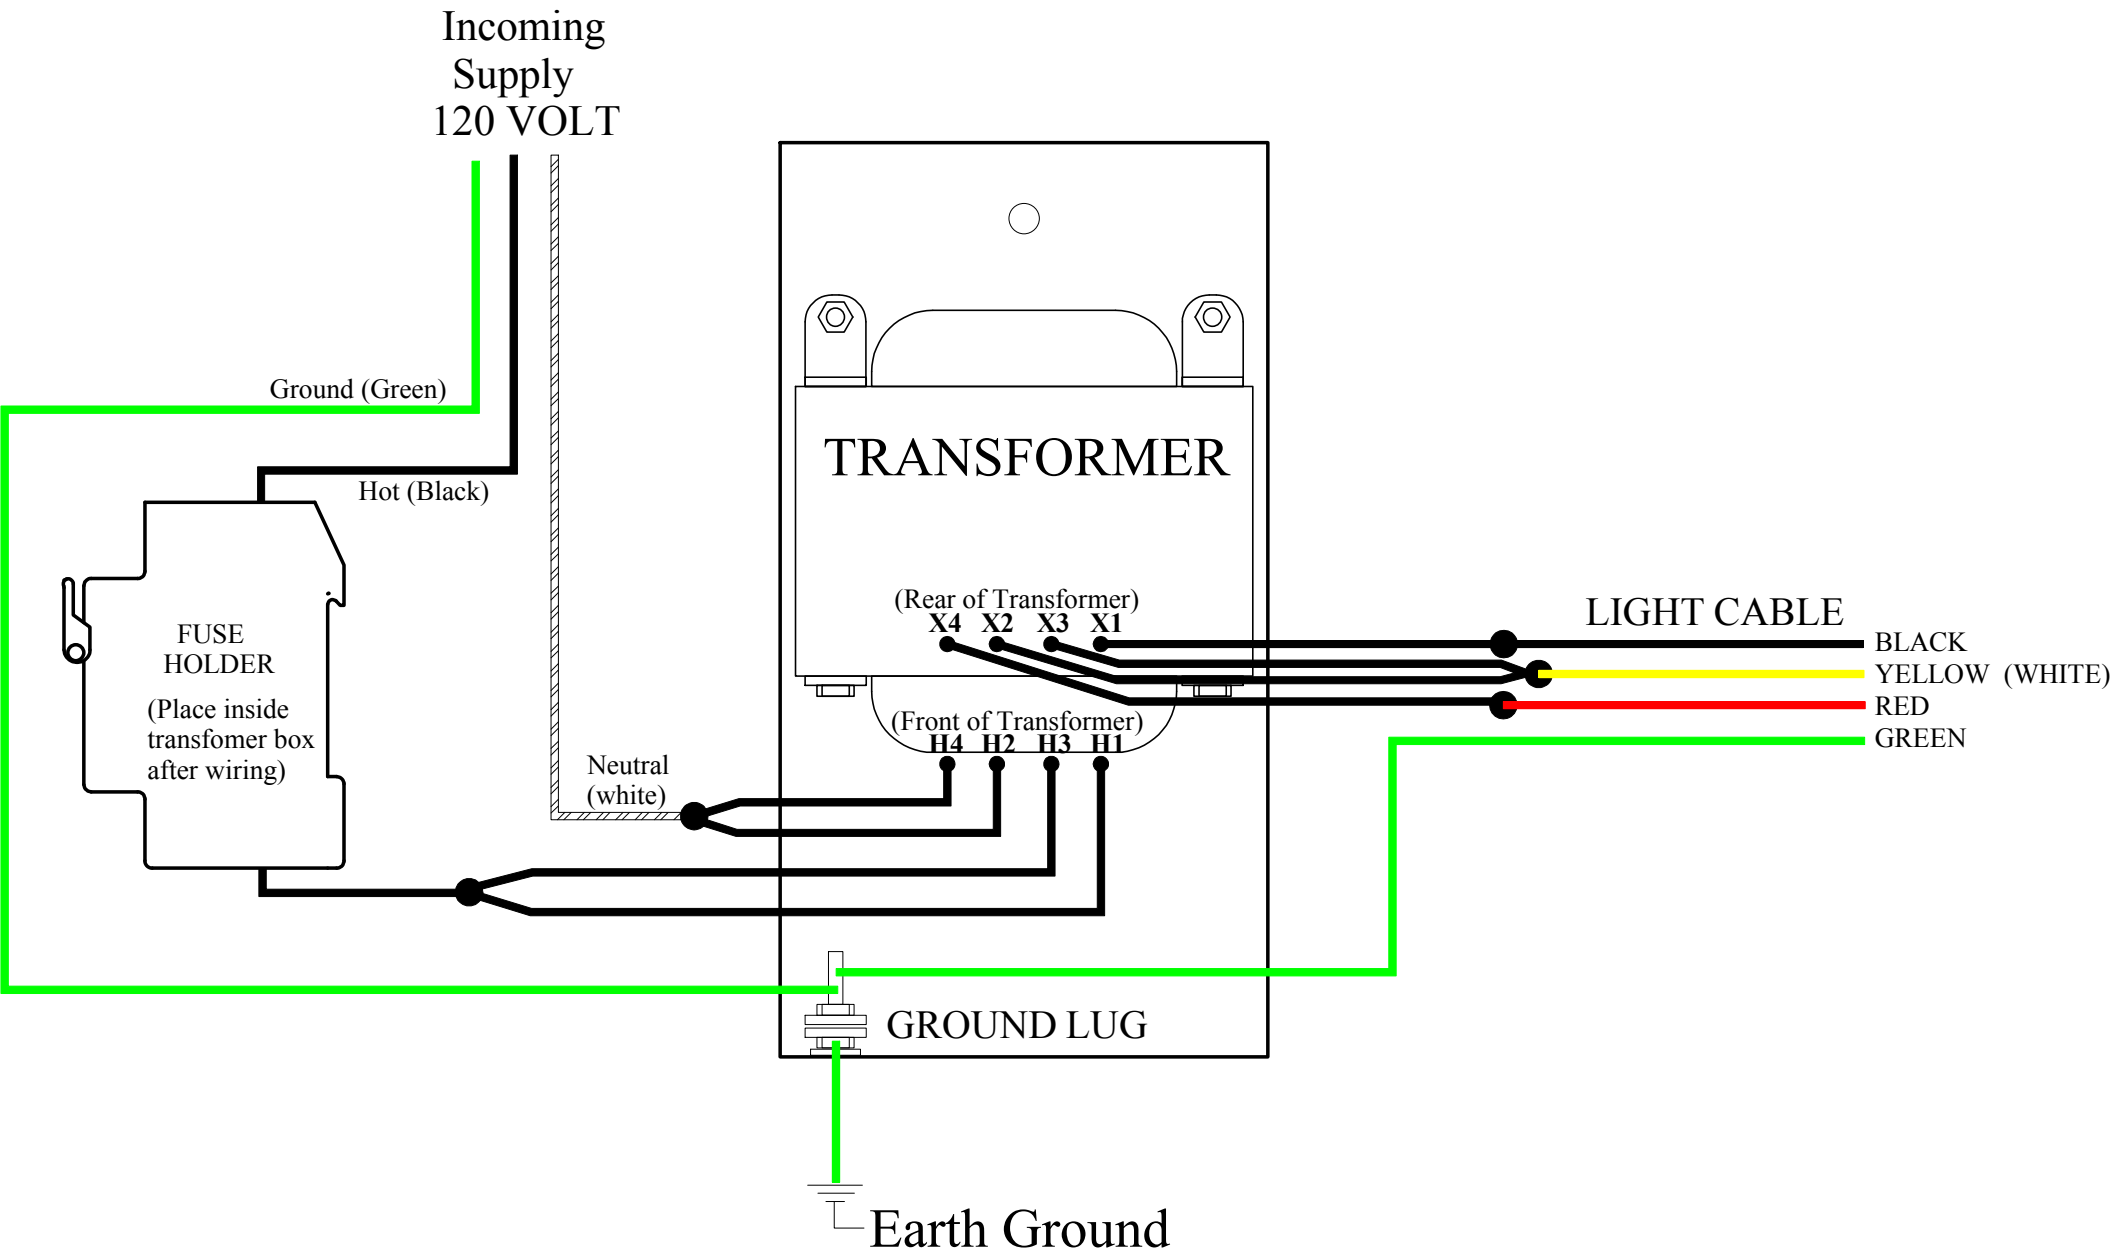 Incoming
Supply
120 VOLT
Ground (Green)
Hot (Black)
FUSE
HOLDER
(Place inside
transfomer box
after wiring)
Neutral
(white)
TRANSFORMER
(Rear of Transformer)
X4 X2 X3 X1
(Front of Transformer)
H4 H2 H3 H1
LIGHT CABLE
BLACK
YELLOW (WHITE)
RED
GREEN
GROUND LUG
Earth Ground